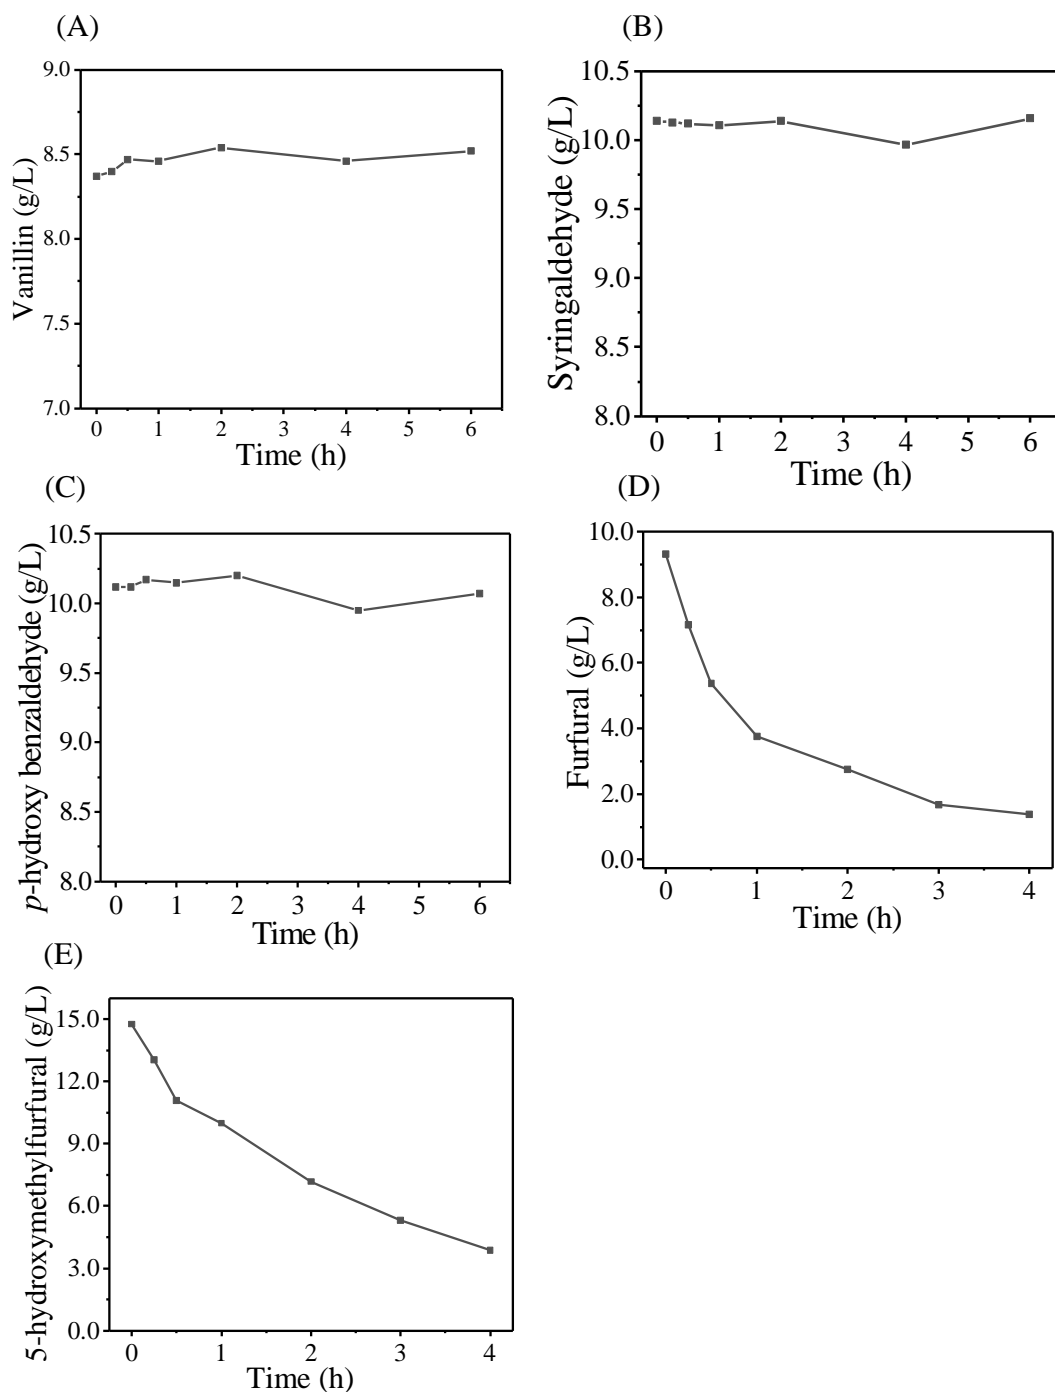 (A)
Vanillin (g/L)
9.0
8.5
8.0
7.5
7.0
0 1 2 3 4 5 6
Time (h)
(B)
Syringaldehyde (g/L)
10.5
10.0
9.5
9.0
8.5
8.0
0 1 2 3 4 5 6
Time (h)
(C)
p-hydroxy benzaldehyde (g/L)
10.5
10.0
9.5
9.0
8.5
8.0
0 1 2 3 4 5 6
Time (h)
(D)
Furfural (g/L)
10.0
8.0
6.0
4.0
2.0
0.0
0 1 2 3 4
Time (h)
(E)
5-hydroxymethylfurfural (g/L)
15.0
12.0
9.0
6.0
3.0
0.0
0 1 2 3 4
Time (h)